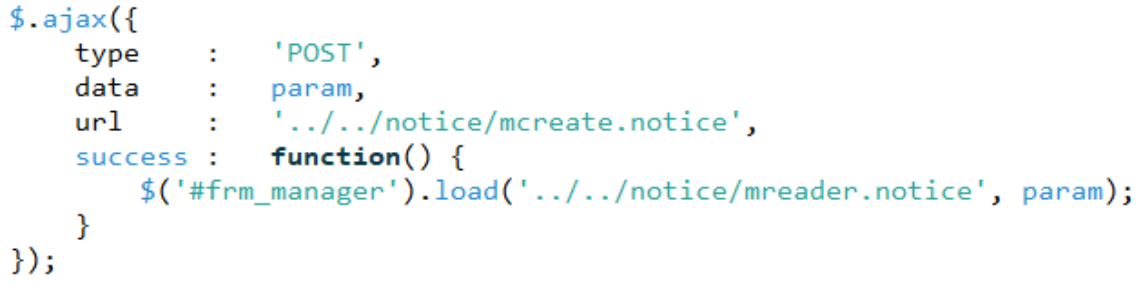 $.ajax({
    type    :   'POST',
    data    :   param,
    url     :   '../../notice/mcreate.notice',
    success :   function() {
        $('#frm_manager').load('../../notice/mreader.notice', param);
    }
});